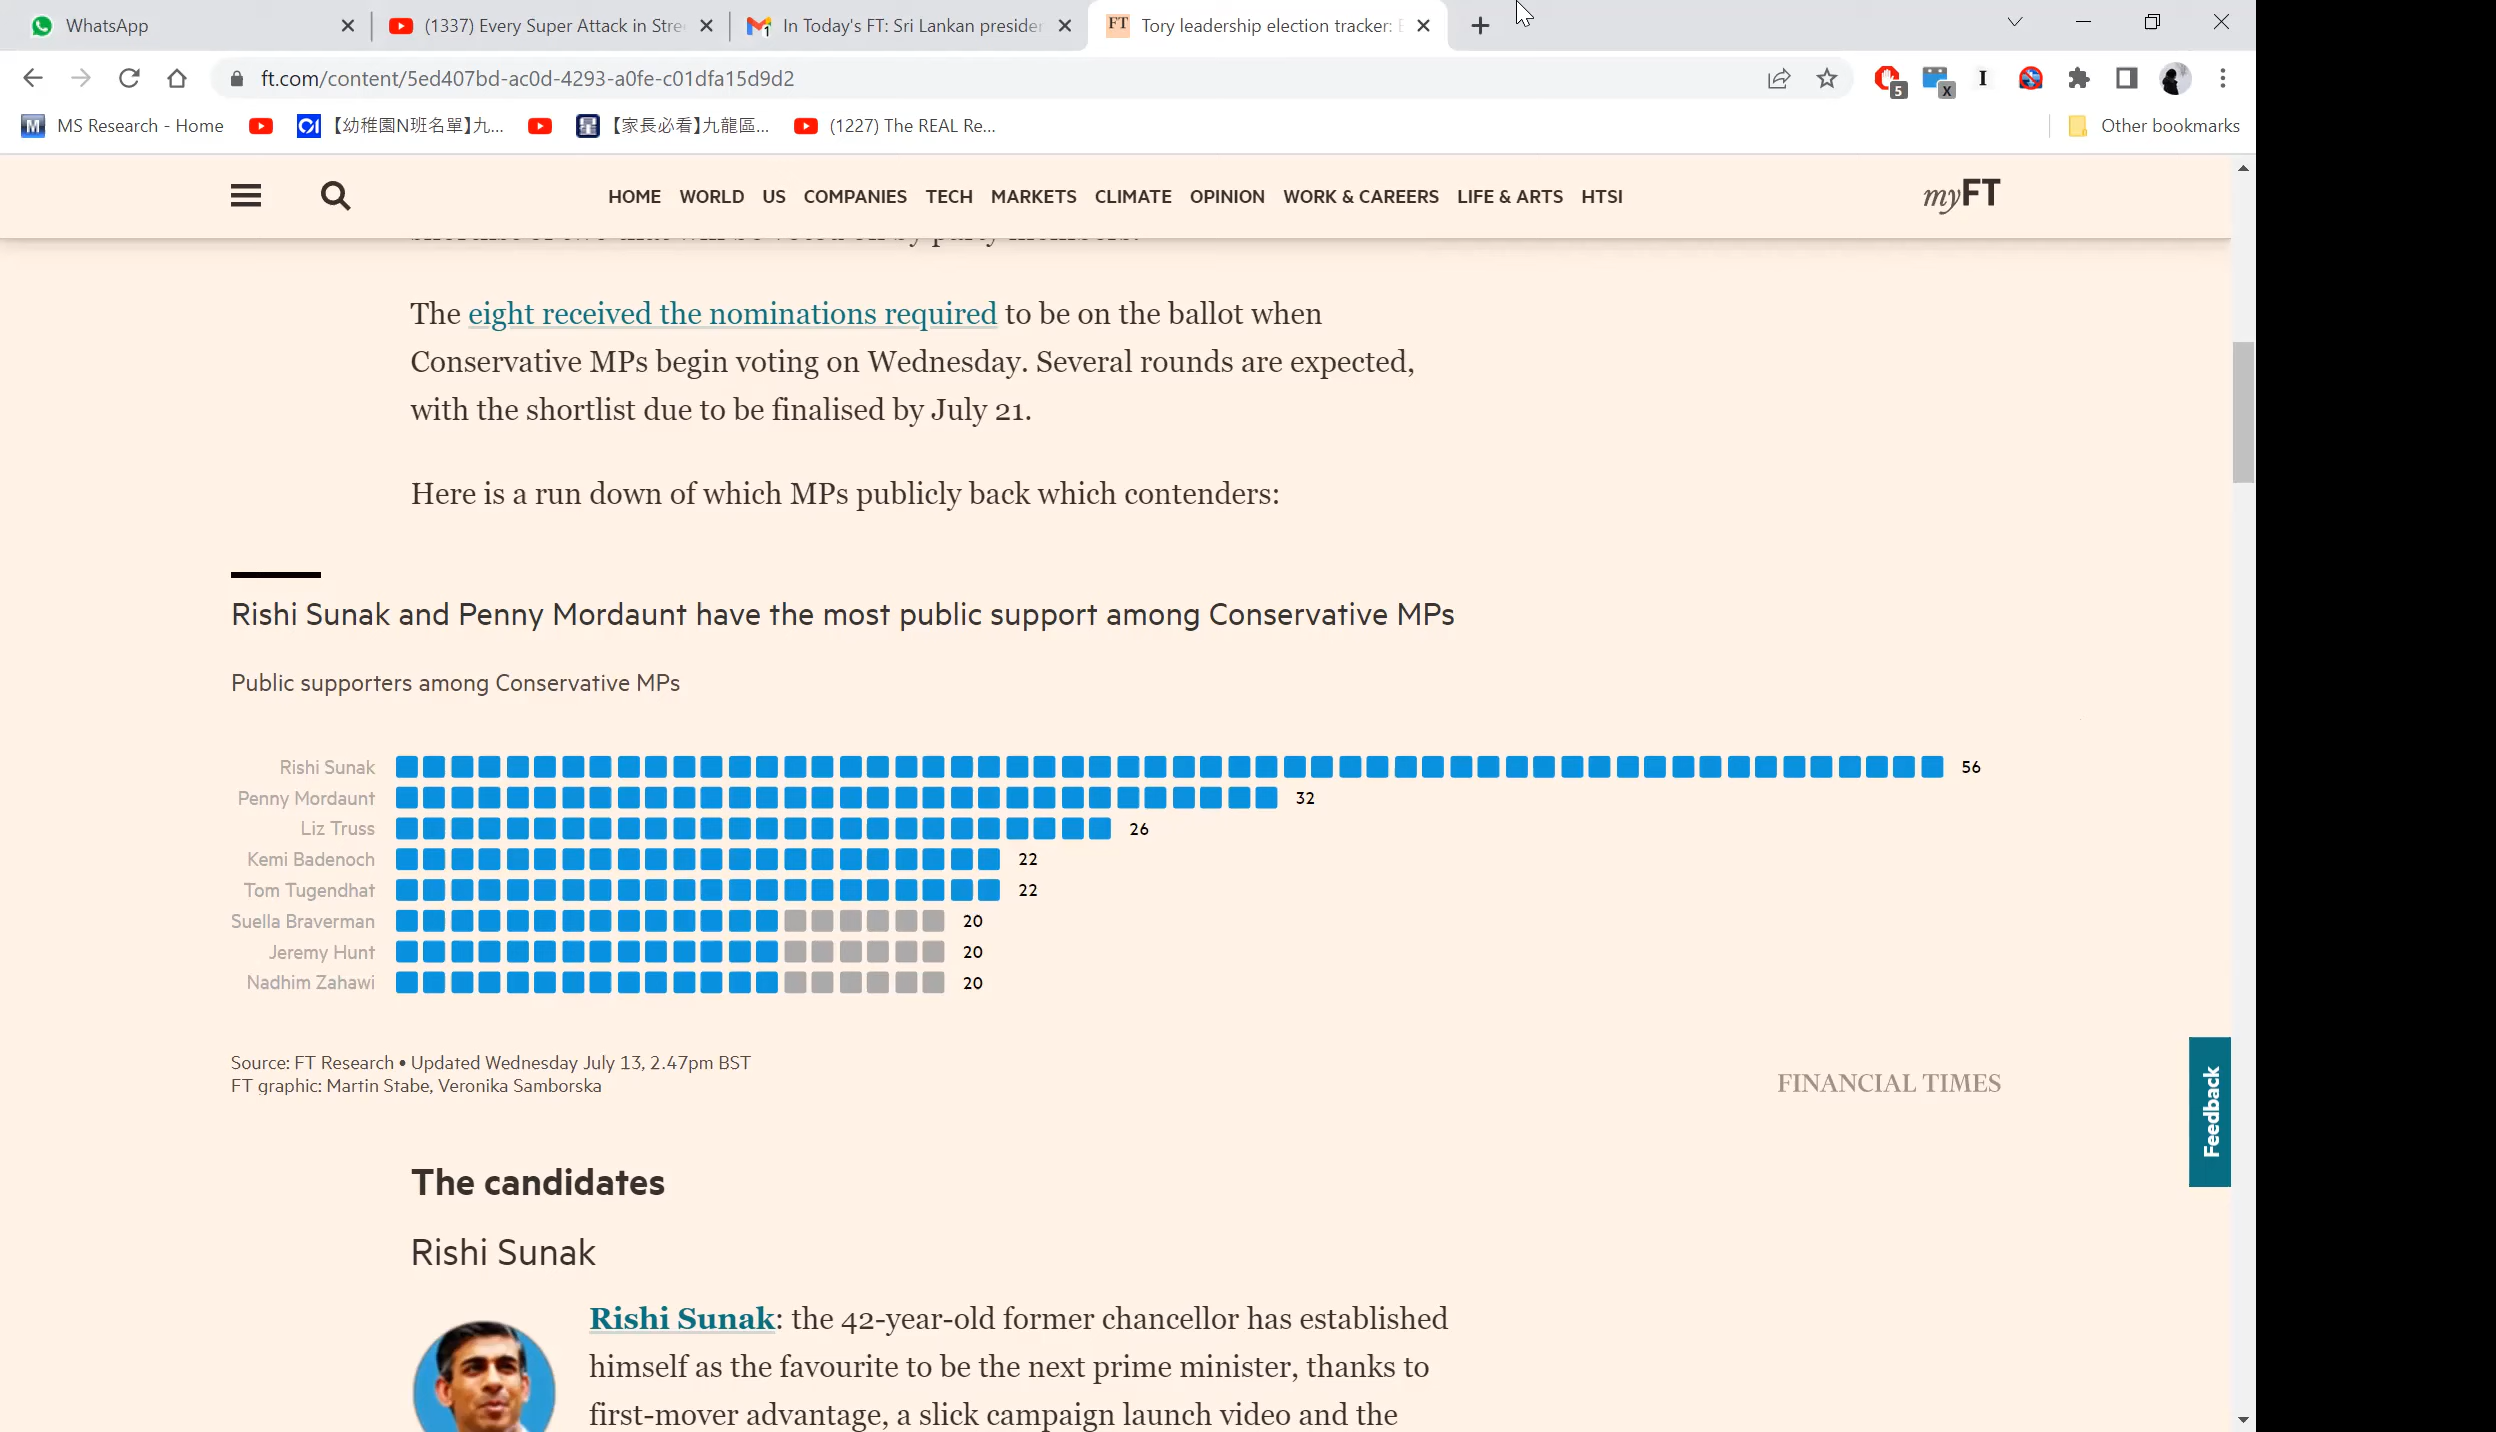 WhatsApp
(1337) Every Super Attack in Stree
In Today's FT: Sri Lankan presiden
Tory leadership election tracker:
ft.com/content/5ed407bd-ac0d-4293-a0fe-c01dfa15d9d2
MS Research - Home
【幼稚園N班名單】九...
【家長必看】九龍區...
(1227) The REAL Re...
Other bookmarks
HOME WORLD US COMPANIES TECH MARKETS CLIMATE OPINION WORK & CAREERS LIFE & ARTS HTSI
myFT
The eight received the nominations required to be on the ballot when
Conservative MPs begin voting on Wednesday. Several rounds are expected,
with the shortlist due to be finalised by July 21.
Here is a run down of which MPs publicly back which contenders:
Rishi Sunak and Penny Mordaunt have the most public support among Conservative MPs
Public supporters among Conservative MPs
Rishi Sunak 56
Penny Mordaunt 32
Liz Truss 26
Kemi Badenoch 22
Tom Tugendhat 22
Suella Braverman 20
Jeremy Hunt 20
Nadhim Zahawi 20
Source: FT Research • Updated Wednesday July 13, 2.47pm BST
FT graphic: Martin Stabe, Veronika Samborska
FINANCIAL TIMES
Feedback
The candidates
Rishi Sunak
Rishi Sunak: the 42-year-old former chancellor has established
himself as the favourite to be the next prime minister, thanks to
first-mover advantage, a slick campaign launch video and the